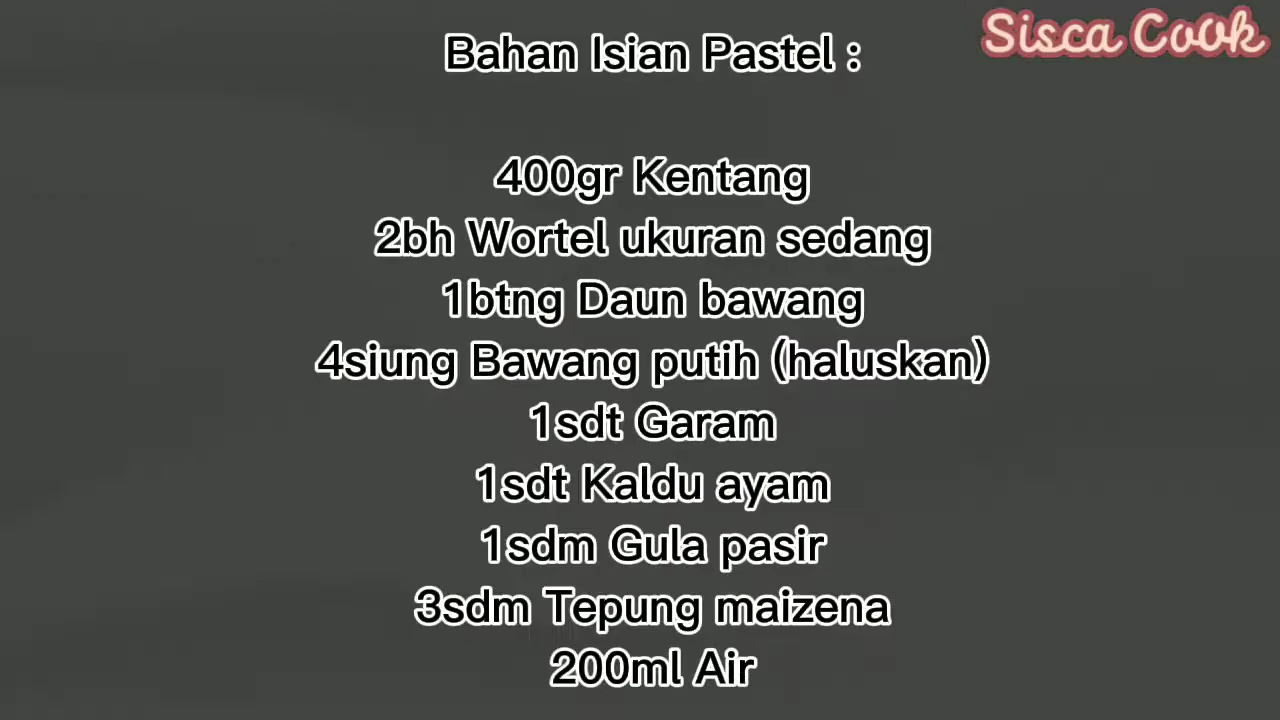 Sisca Cook
Bahan Isian Pastel :
400gr Kentang
2bh Wortel ukuran sedang
1btng Daun bawang
4siung Bawang putih (haluskan)
1sdt Garam
1sdt Kaldu ayam
1sdm Gula pasir
3sdm Tepung maizena
200ml Air